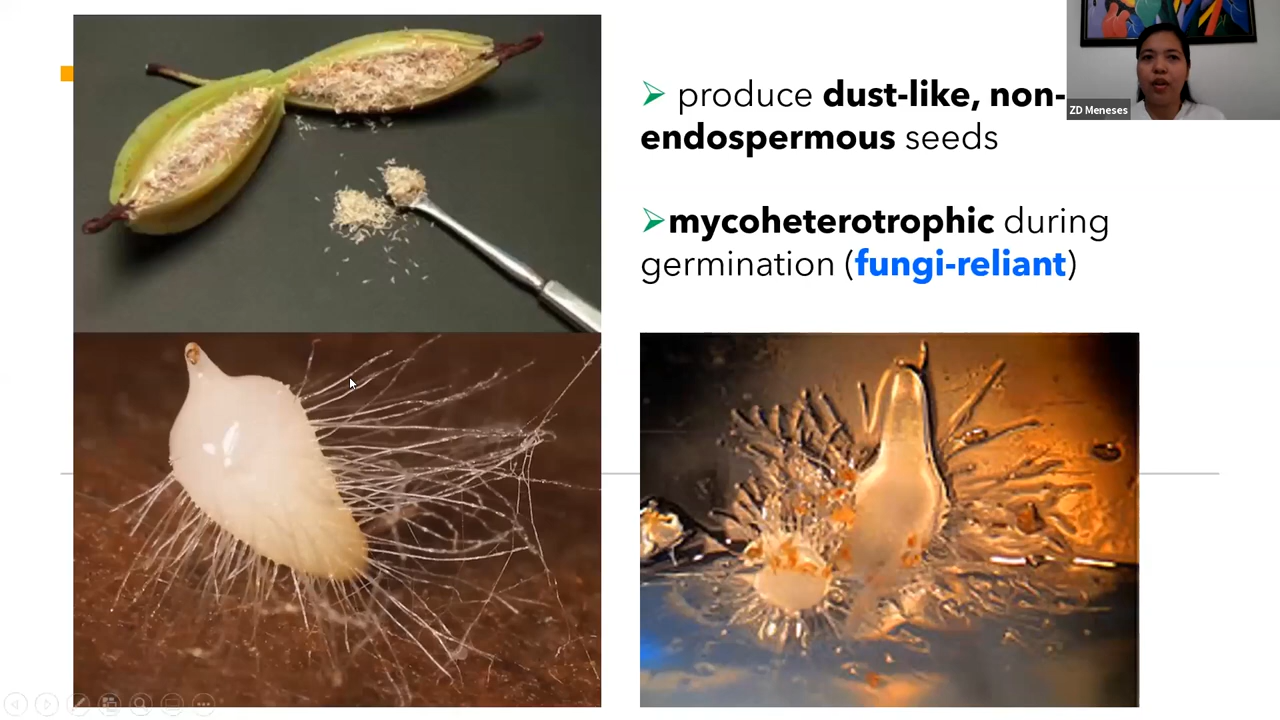 ➢ produce dust-like, non-
endospermous seeds
➢mycoheterotrophic during
germination (fungi-reliant)
ZD Meneses